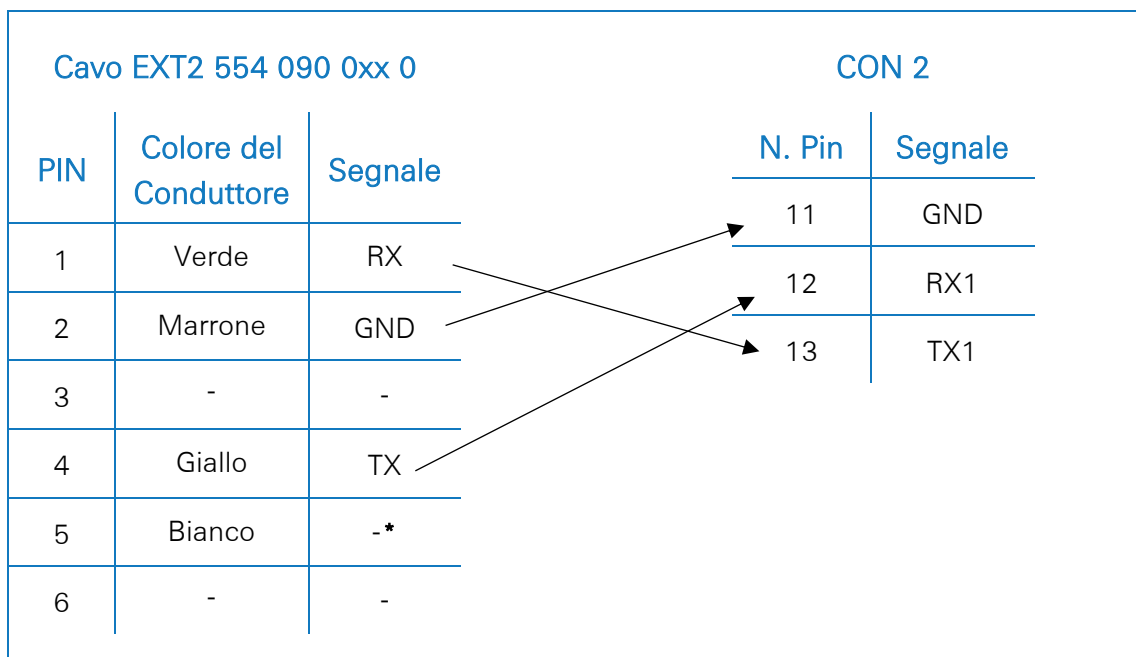 Cavo EXT2 554 090 0xx 0
PIN Colore del Conduttore Segnale
1 Verde RX
2 Marrone GND
3 - -
4 Giallo TX
5 Bianco -*
6 - -
CON 2
N. Pin Segnale
11 GND
12 RX1
13 TX1